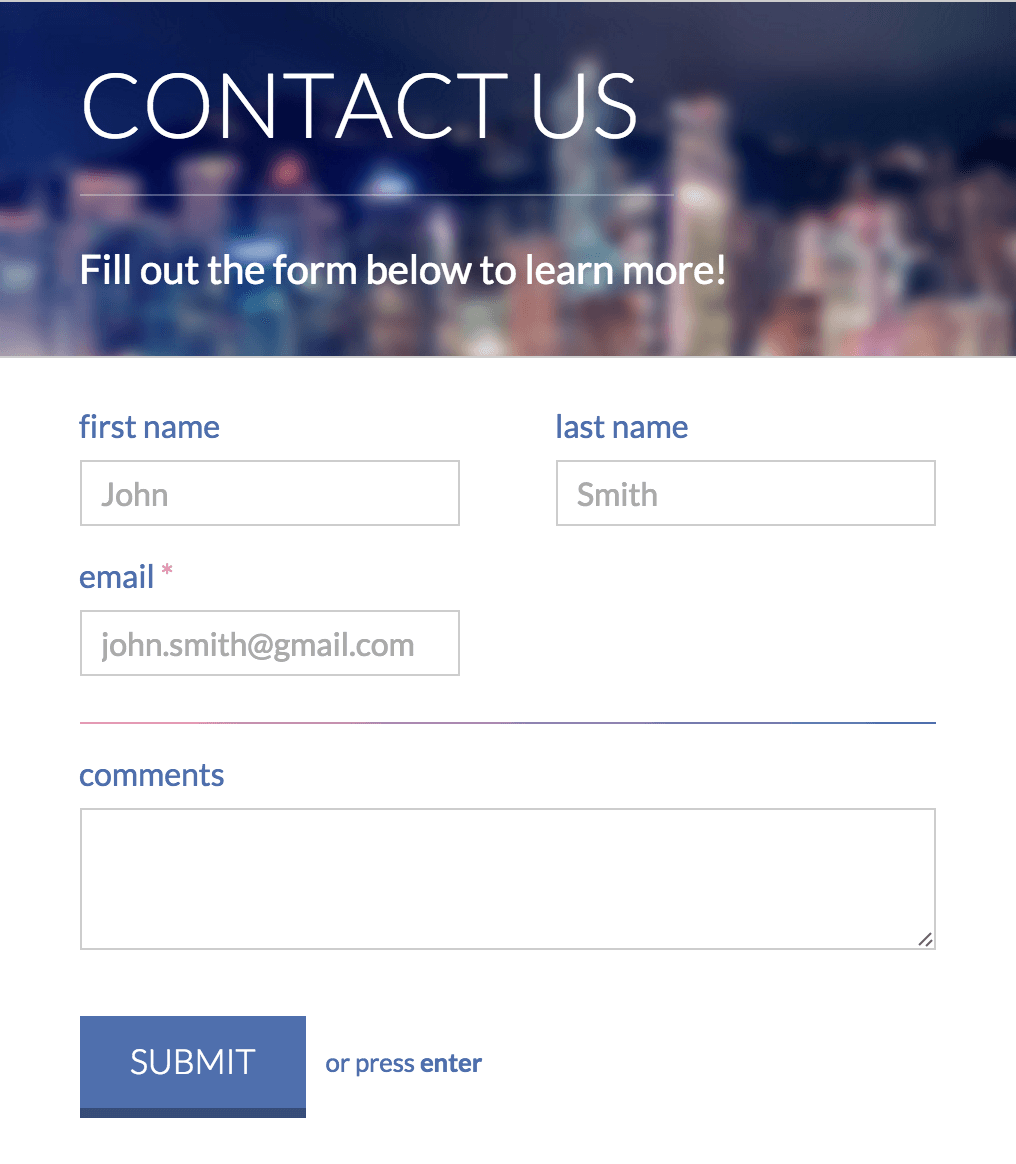 CONTACT US
Fill out the form below to learn more!
first name last name
John Smith
email *
john.smith@gmail.com
comments
SUBMIT or press enter